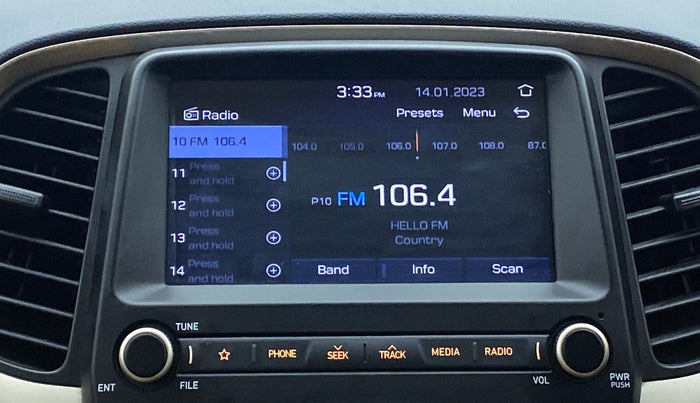 3:33 PM 14.01.2023
Radio Presets Menu
10 FM 106.4
104.0 105.0 106.0 107.0 108.0 87.0
11 Press and hold
12 Press and hold
13 Press and hold
14 Press and hold
P10 FM 106.4
HELLO FM
Country
Band Info Scan
TUNE
PHONE SEEK TRACK MEDIA RADIO
ENT FILE VOL PWR PUSH